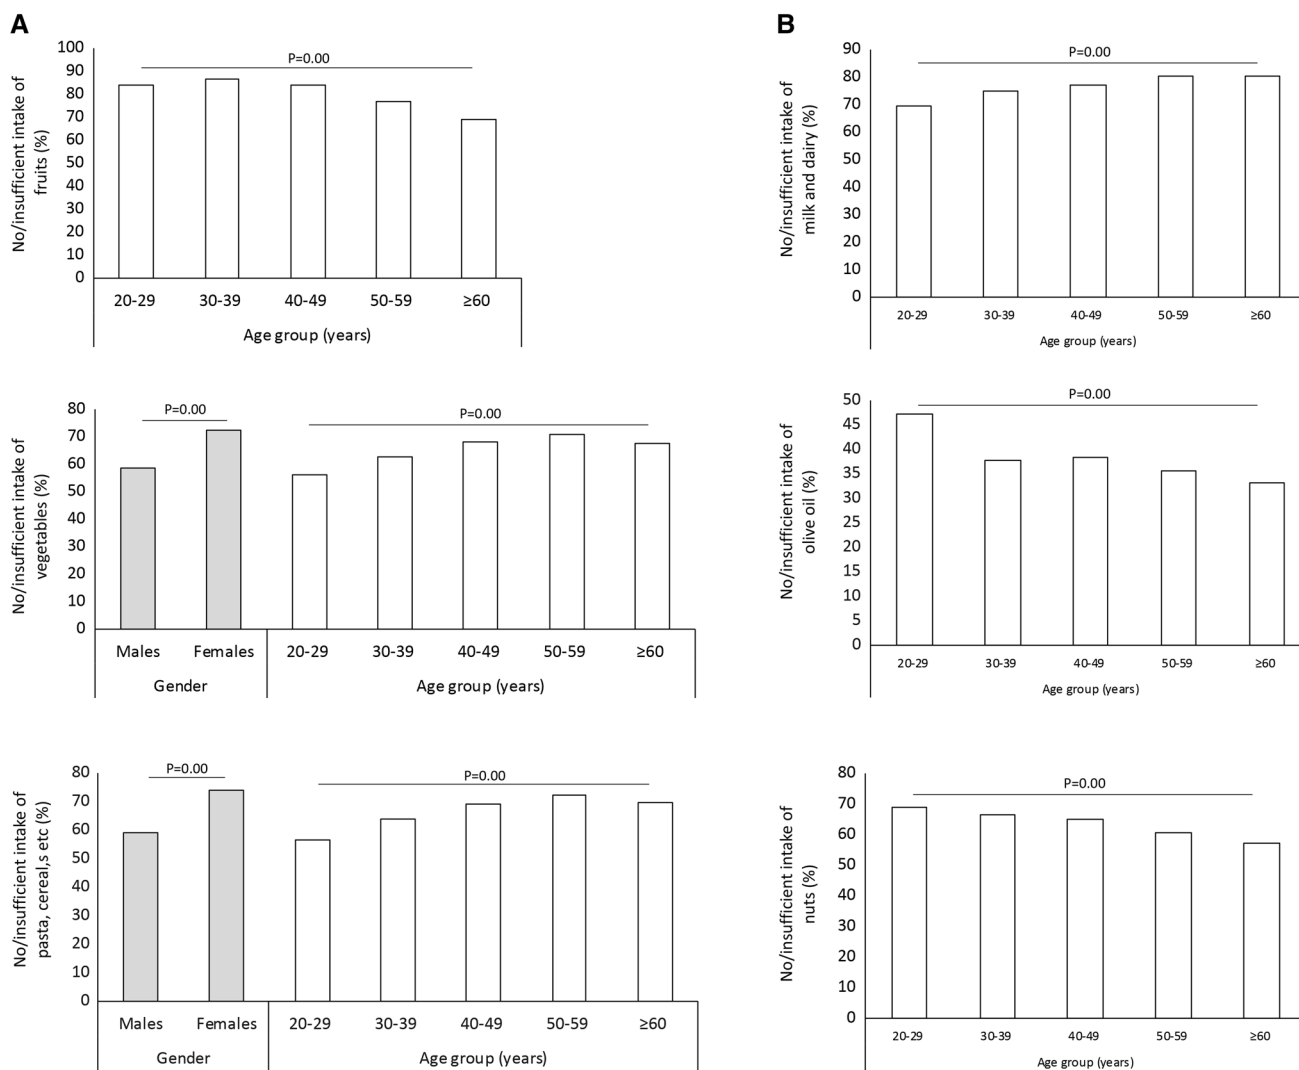 A
No/insufficient intake of
fruits (%)
100
90
80
70
60
50
40
30
20
10
0
P=0.00
20-29 30-39 40-49 50-59 ≥60
Age group (years)
No/insufficient intake of
vegetables (%)
80
70
60
50
40
30
20
10
0
P=0.00 P=0.00
Males Females 20-29 30-39 40-49 50-59 ≥60
Gender Age group (years)
No/insufficient intake of
pasta, cereal,s etc (%)
80
70
60
50
40
30
20
10
0
P=0.00 P=0.00
Males Females 20-29 30-39 40-49 50-59 ≥60
Gender Age group (years)
B
No/insufficient intake of
milk and dairy (%)
90
80
70
60
50
40
30
20
10
0
P=0.00
20-29 30-39 40-49 50-59 ≥60
Age group (years)
No/insufficient intake of
olive oil (%)
50
45
40
35
30
25
20
15
10
5
0
P=0.00
20-29 30-39 40-49 50-59 ≥60
Age group (years)
No/insufficient intake of
nuts (%)
80
70
60
50
40
30
20
10
0
P=0.00
20-29 30-39 40-49 50-59 ≥60
Age group (years)